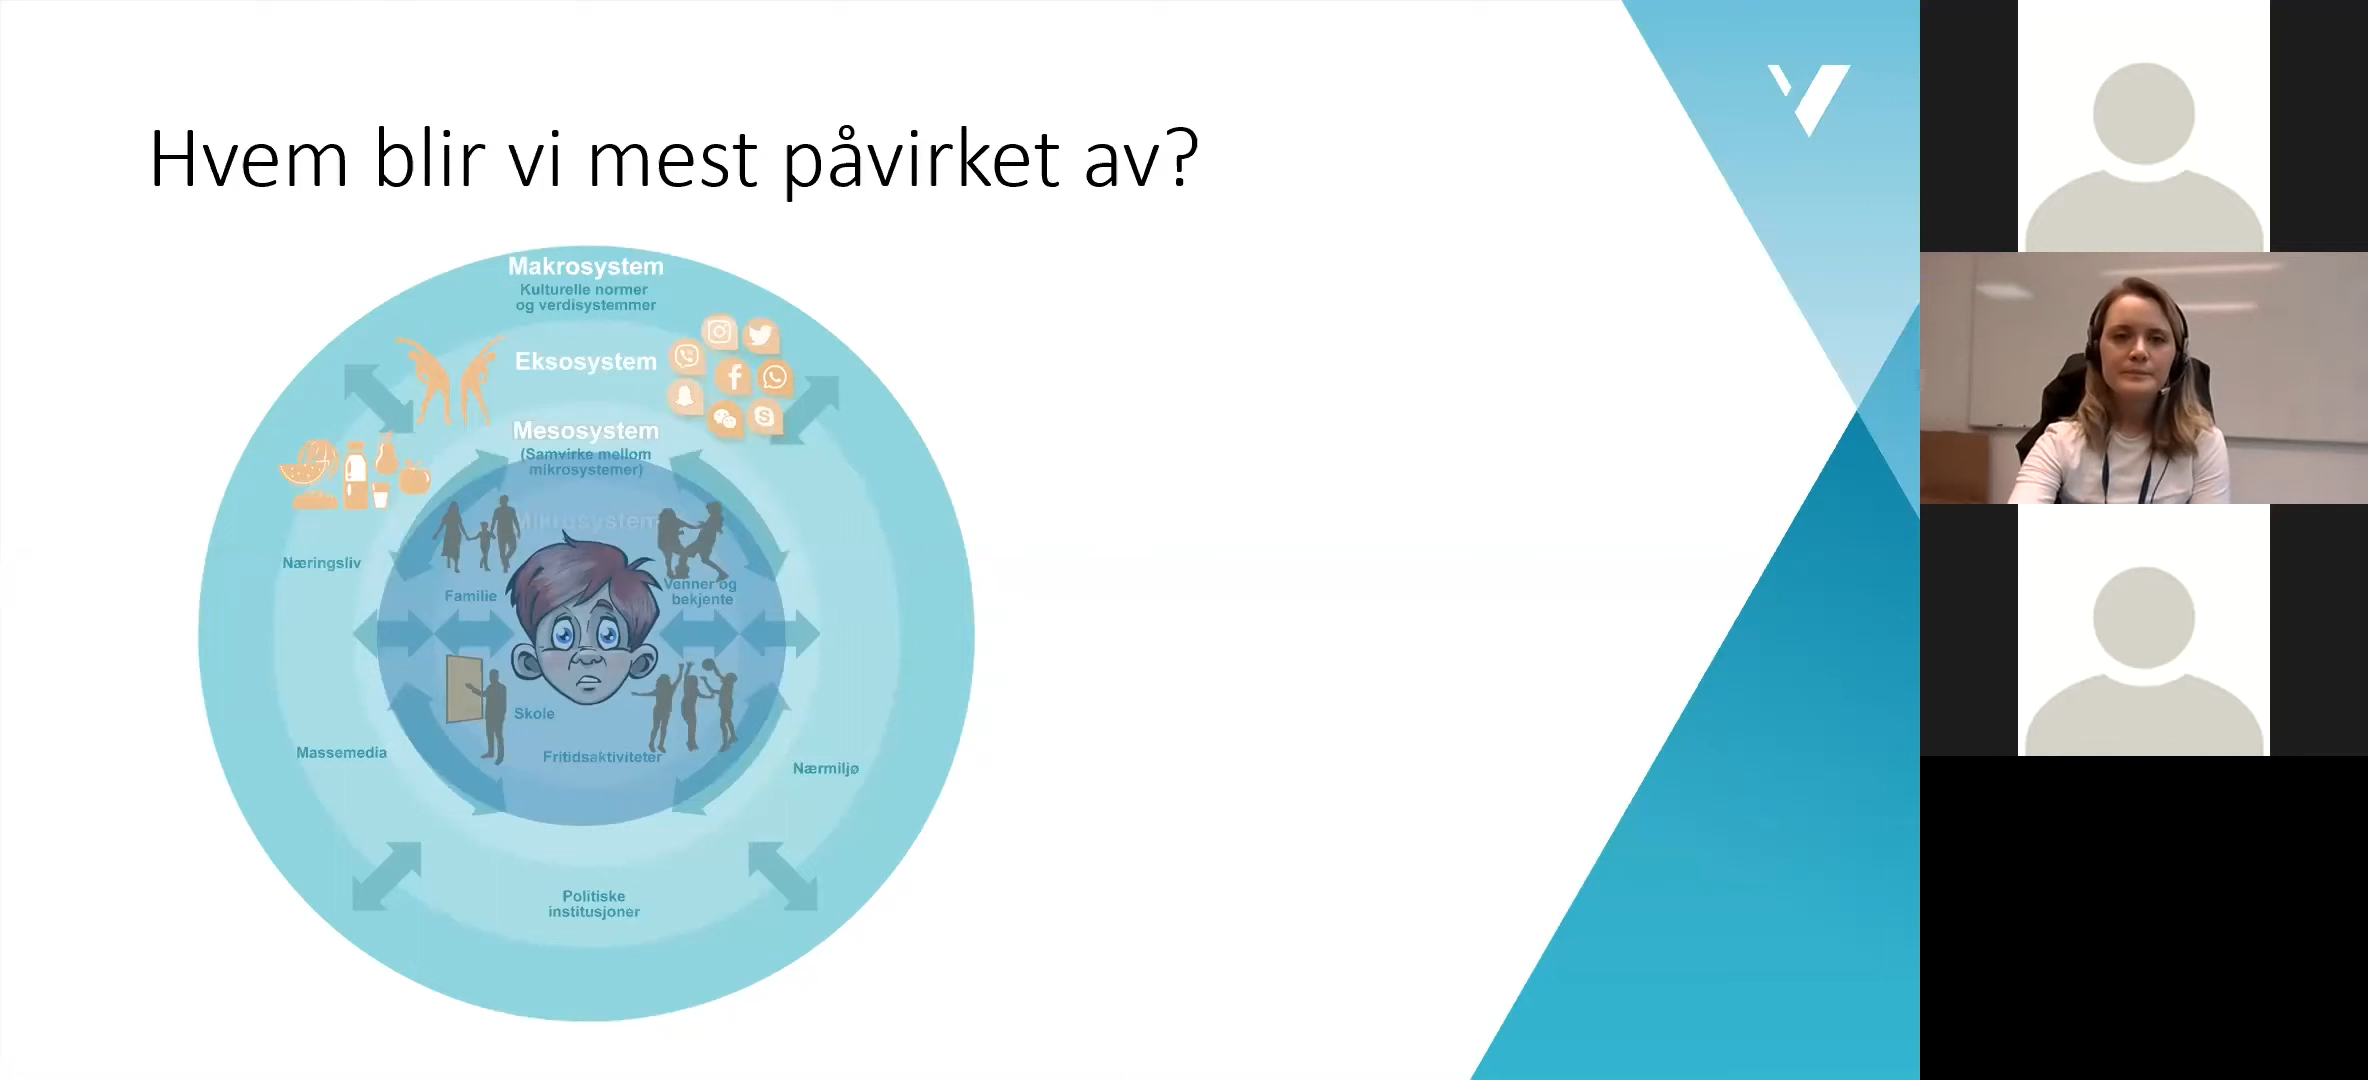 Hvem blir vi mest påvirket av?
Makrosystem
Kulturelle normer
og verdisystemmer
Eksosystem
Mesosystem
(Samvirke mellom
mikrosystemer)
Mikrosystem
Næringsliv
Familie
Venner og
bekjente
Skole
Fritidsaktiviteter
Massemedia
Nærmiljø
Politiske
institusjoner